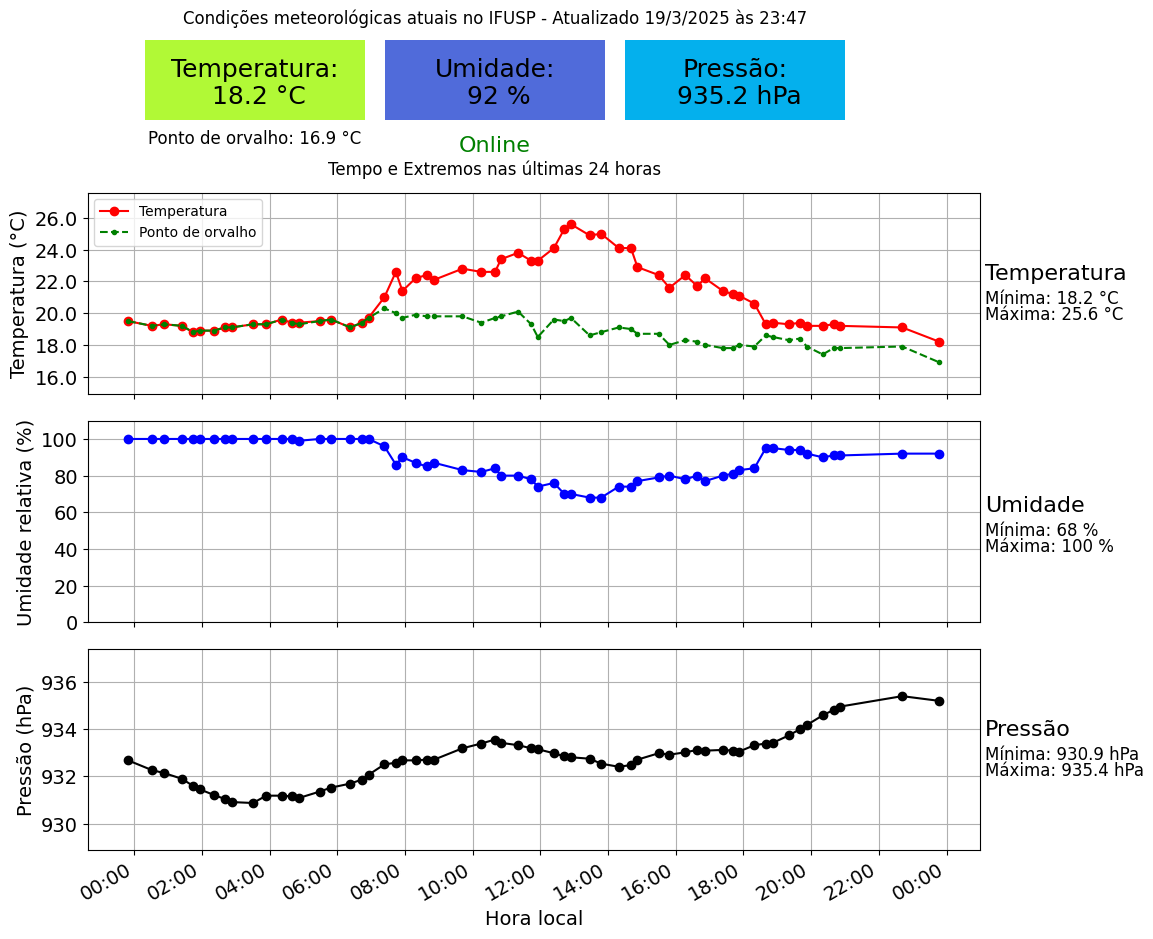 Condições meteorológicas atuais no IFUSP - Atualizado 19/3/2025 às 23:47
Temperatura:
18.2 °C
Umidade:
92 %
Pressão:
935.2 hPa
Ponto de orvalho: 16.9 °C
Online
Tempo e Extremos nas últimas 24 horas
Temperatura (°C)
26.0
24.0
22.0
20.0
18.0
16.0
Temperatura
Ponto de orvalho
Temperatura
Mínima: 18.2 °C
Máxima: 25.6 °C
Umidade relativa (%)
100
80
60
40
20
0
Umidade
Mínima: 68 %
Máxima: 100 %
Pressão (hPa)
936
934
932
930
Pressão
Mínima: 930.9 hPa
Máxima: 935.4 hPa
00:00 02:00 04:00 06:00 08:00 10:00 12:00 14:00 16:00 18:00 20:00 22:00 00:00
Hora local